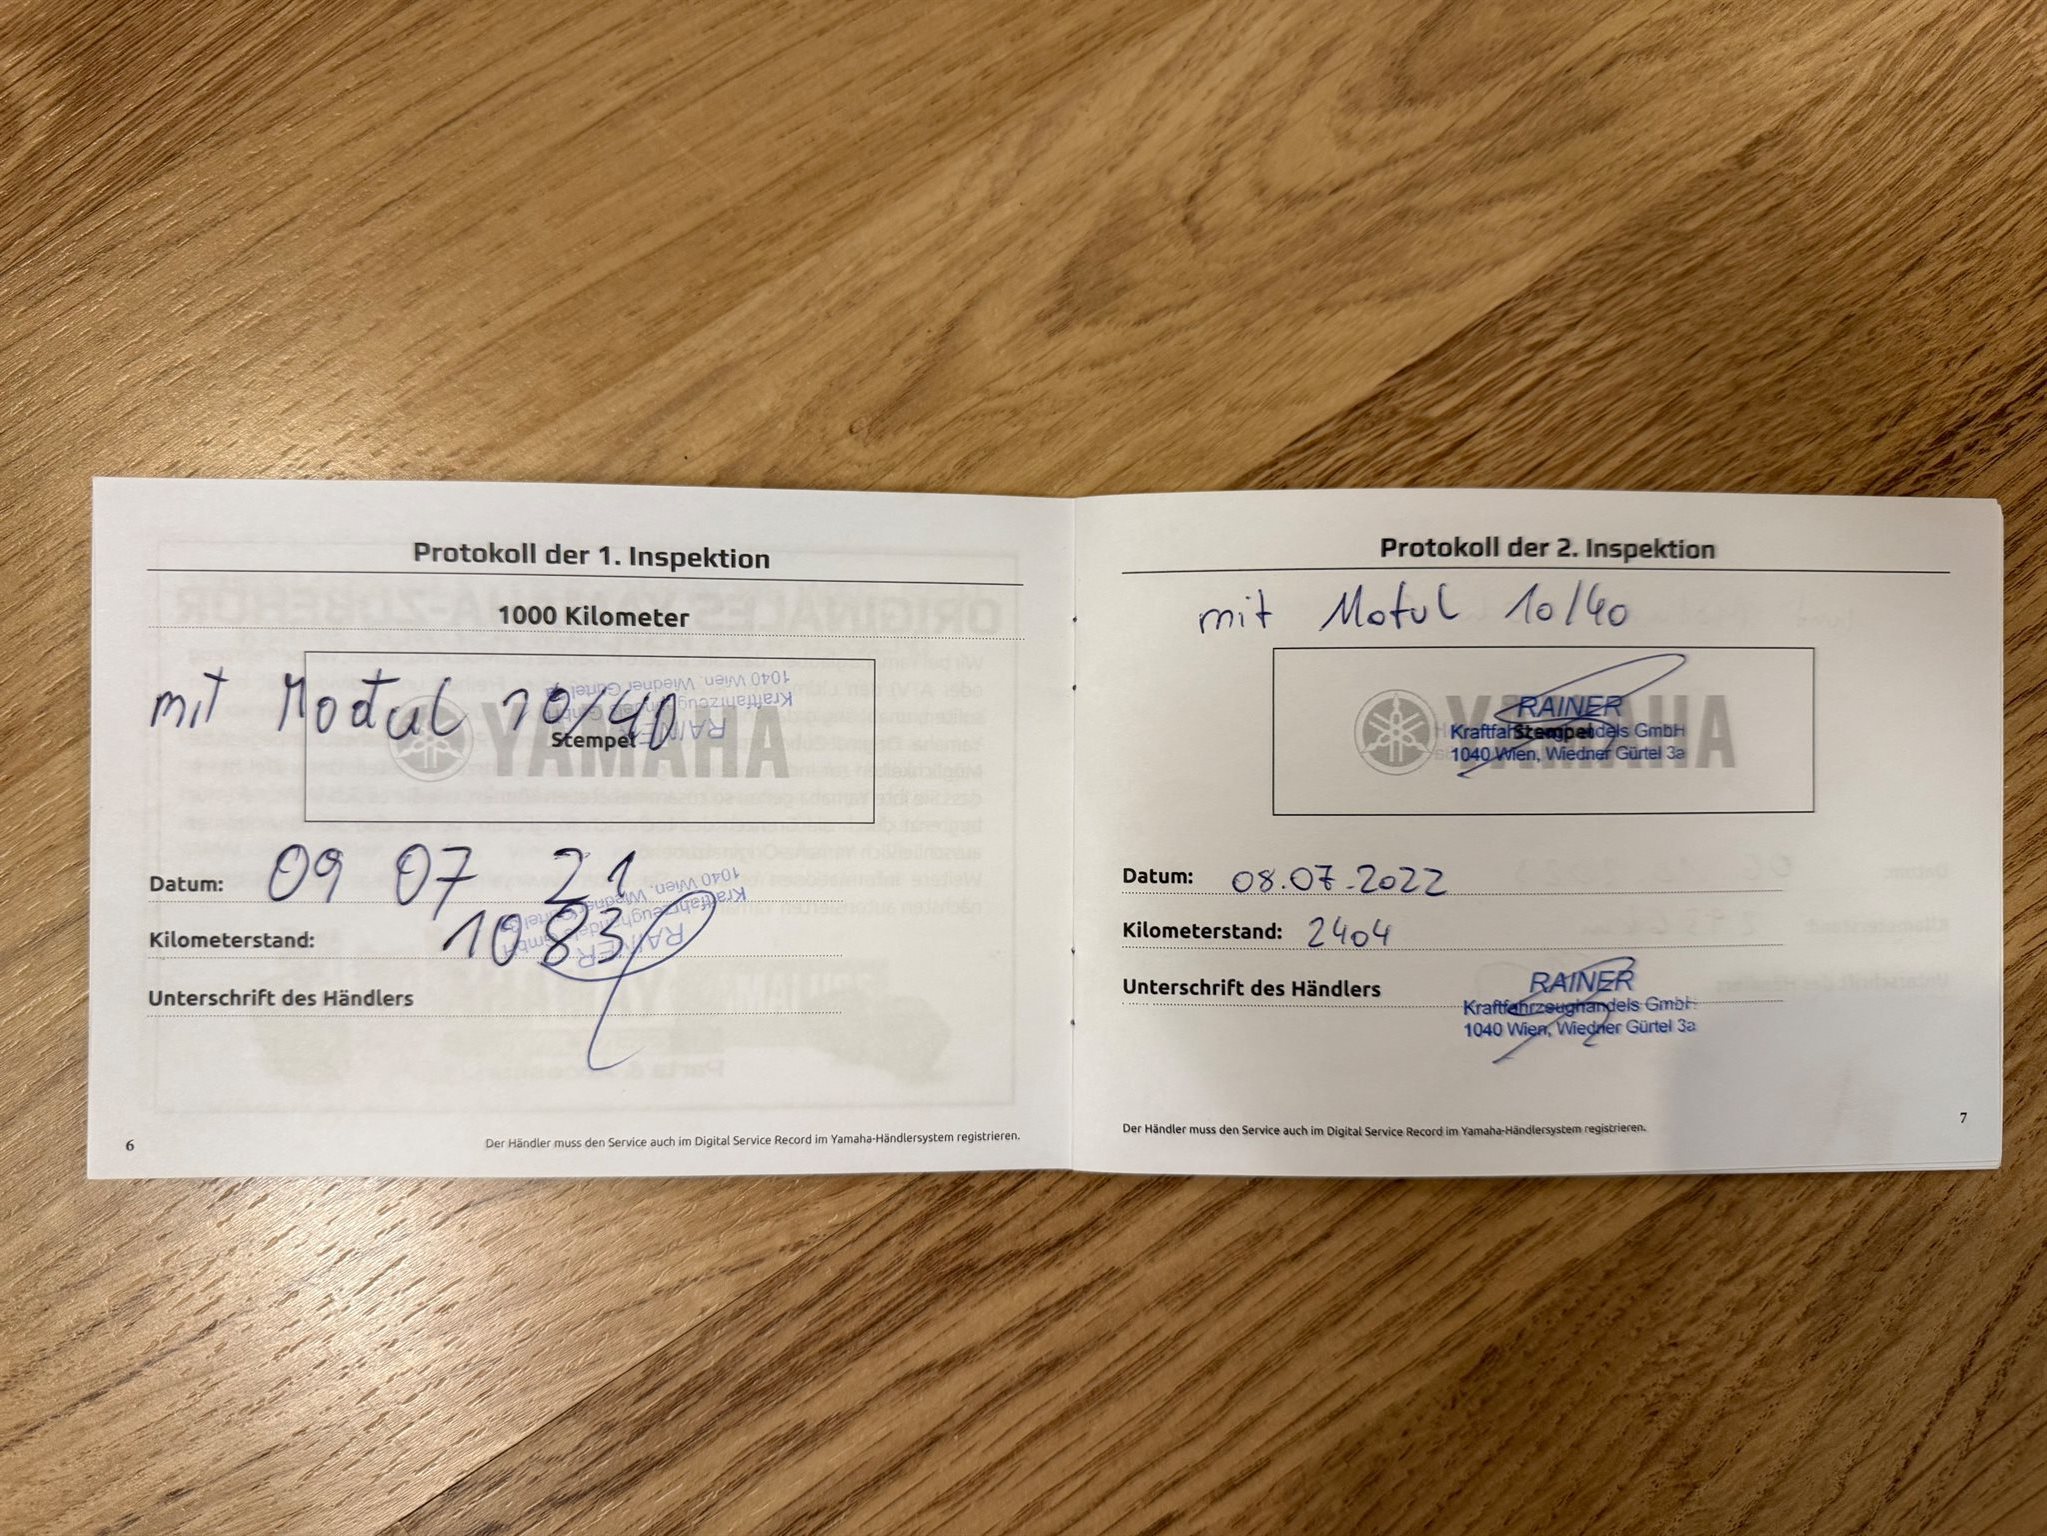 Protokoll der 1. Inspektion
1000 Kilometer
mit Motul 10/40
RAINER
Kraftfahrzeughandels GmbH
1040 Wien, Wiedner Gürtel 3a
Stempel
YAMAHA
Datum: 09 07 21
Kilometerstand: 1083
RAINER
Kraftfahrzeughandels GmbH
1040 Wien, Wiedner Gürtel
Unterschrift des Händlers
6
Der Händler muss den Service auch im Digital Service Record im Yamaha-Händlersystem registrieren.
Protokoll der 2. Inspektion
mit Motul 10/40
YAMAHA
Stempel
RAINER
Kraftfahrzeughandels GmbH
1040 Wien, Wiedner Gürtel 3a
Datum: 08.07.2022
Kilometerstand: 2404
Unterschrift des Händlers
RAINER
Kraftfahrzeughandels GmbH
1040 Wien, Wiedner Gürtel 3a
Der Händler muss den Service auch im Digital Service Record im Yamaha-Händlersystem registrieren.
7